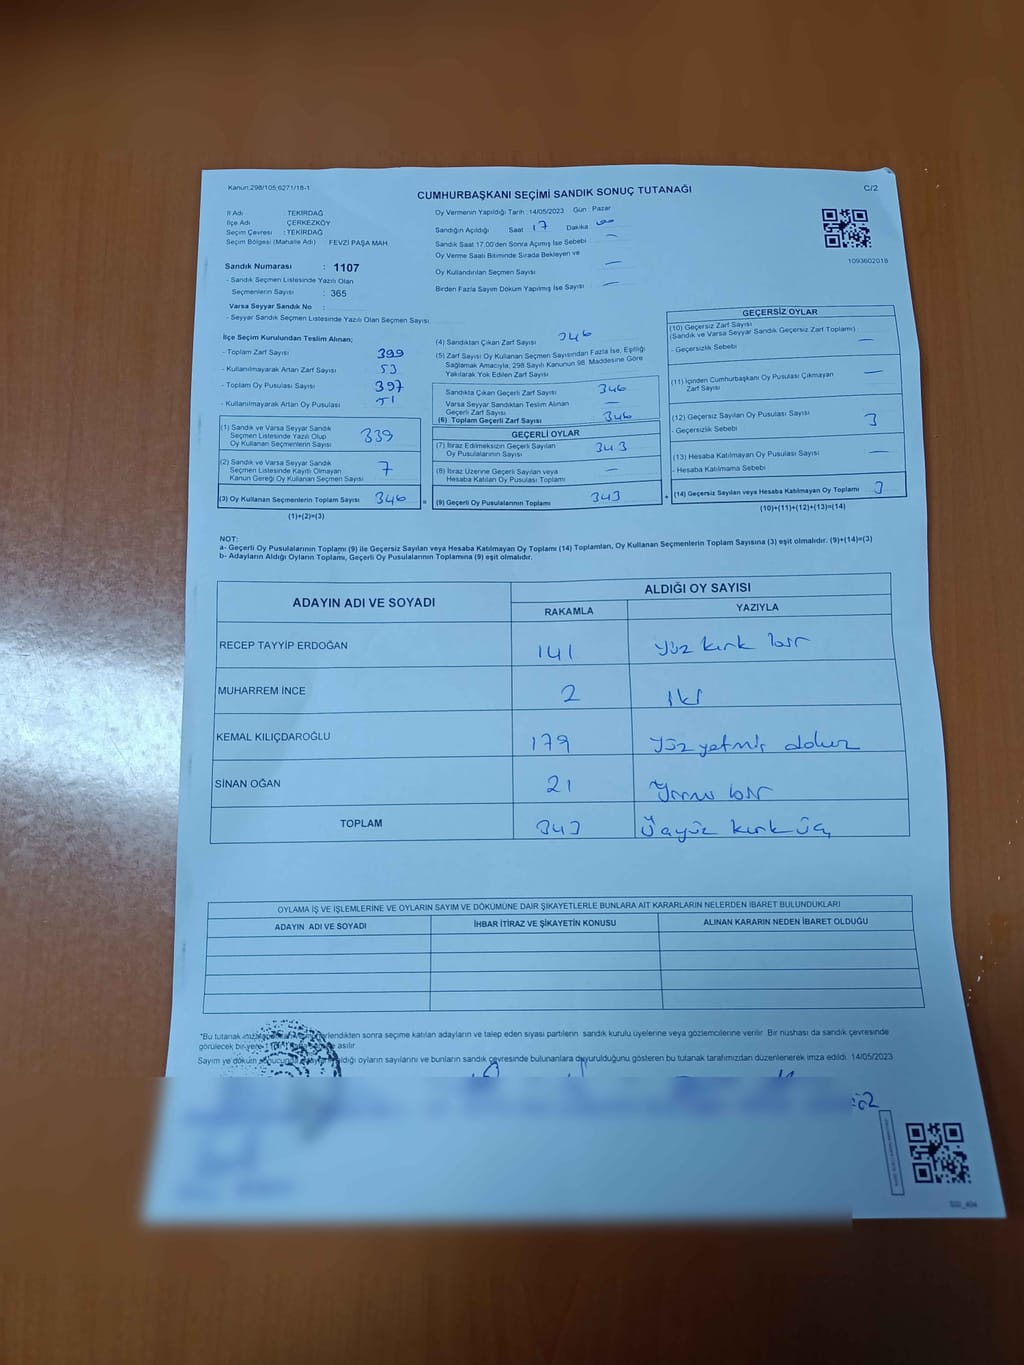 Kanun:298/105;6271/18-1
CUMHURBAŞKANI SEÇİMİ SANDIK SONUÇ TUTANAĞI
C/2
İl Adı : TEKİRDAĞ
İlçe Adı : ÇERKEZKÖY
Seçim Çevresi : TEKİRDAĞ
Seçim Bölgesi (Mahalle Adı) FEVZİ PAŞA MAH.
Sandık Numarası : 1107
- Sandık Seçmen Listesinde Yazılı Olan
Seçmenlerin Sayısı : 365
Varsa Seyyar Sandık No :
- Seyyar Sandık Seçmen Listesinde Yazılı Olan Seçmen Sayısı
Oy Vermenin Yapıldığı Tarih :14/05/2023 Gün : Pazar
Sandığın Açıldığı Saat 17 Dakika
Sandık Saat 17:00'den Sonra Açımış İse Sebebi —
Oy Verme Saati Bitiminde Sırada Bekleyen ve
Oy Kullandırılan Seçmen Sayısı —
Birden Fazla Sayım Döküm Yapılmış İse Sayısı —
1093602018
İlçe Seçim Kurulundan Teslim Alınan;
- Toplam Zarf Sayısı 399
- Kullanılmayarak Artan Zarf Sayısı 53
- Toplam Oy Pusulası Sayısı 397
- Kullanılmayarak Artan Oy Pusulası 51
(1) Sandık ve Varsa Seyyar Sandık
Seçmen Listesinde Yazılı Olup
Oy Kullanan Seçmenlerin Sayısı 339
(2) Sandık ve Varsa Seyyar Sandık
Seçmen Listesinde Kayıtlı Olmayan
Kanun Gereği Oy Kullanan Seçmen Sayısı 7
(3) Oy Kullanan Seçmenlerin Toplam Sayısı 346 =
(1)+(2)=(3)
(4) Sandıktan Çıkan Zarf Sayısı 346
(5) Zarf Sayısı Oy Kullanan Seçmen Sayısından Fazla İse, Eşitliği
Sağlamak Amacıyla; 298 Sayılı Kanunun 98. Maddesine Göre
Yakılarak Yok Edilen Zarf Sayısı
Sandıkta Çıkan Geçerli Zarf Sayısı 346
Varsa Seyyar Sandıktan Teslim Alınan
Geçerli Zarf Sayısı —
(6) Toplam Geçerli Zarf Sayısı 346
GEÇERLİ OYLAR
(7) İtiraz Edilmeksizin Geçerli Sayılan
Oy Pusulalarının Sayısı 343
(8) İtiraz Üzerine Geçerli Sayılan veya
Hesaba Katılan Oy Pusulası Toplamı —
(9) Geçerli Oy Pusulalarının Toplamı 343 +
GEÇERSİZ OYLAR
(10) Geçersiz Zarf Sayısı
(Sandık ve Varsa Seyyar Sandık Geçersiz Zarf Toplamı)
- Geçersizlik Sebebi —
(11) İçinden Cumhurbaşkanı Oy Pusulası Çıkmayan
Zarf Sayısı —
(12) Geçersiz Sayılan Oy Pusulası Sayısı 3
- Geçersizlik Sebebi
(13) Hesaba Katılmayan Oy Pusulası Sayısı —
- Hesaba Katılmama Sebebi
(14) Geçersiz Sayılan veya Hesaba Katılmayan Oy Toplamı 3
(10)+(11)+(12)+(13)=(14)
NOT:
a- Geçerli Oy Pusulalarının Toplamı (9) ile Geçersiz Sayılan veya Hesaba Katılmayan Oy Toplamı (14) Toplamları, Oy Kullanan Seçmenlerin Toplam Sayısına (3) eşit olmalıdır. (9)+(14)=(3)
b- Adayların Aldığı Oyların Toplamı, Geçerli Oy Pusulalarının Toplamına (9) eşit olmalıdır.
ADAYIN ADI VE SOYADI
ALDIĞI OY SAYISI
RAKAMLA YAZIYLA
RECEP TAYYİP ERDOĞAN 141 Yüz kırk bir
MUHARREM İNCE 2 İki
KEMAL KILIÇDAROĞLU 179 Yüz yetmiş dokuz
SİNAN OĞAN 21 Yirmi bir
TOPLAM 343 Üçyüz kırk üç
OYLAMA İŞ VE İŞLEMLERİNE VE OYLARIN SAYIM VE DÖKÜMÜNE DAİR ŞİKAYETLERLE BUNLARA AİT KARARLARIN NELERDEN İBARET BULUNDUKLARI
ADAYIN ADI VE SOYADI İHBAR İTİRAZ VE ŞİKAYETİN KONUSU ALINAN KARARIN NEDEN İBARET OLDUĞU
*Bu tutanak sonra seçime katılan adayların ve talep eden siyasi partilerin sandık kurulu üyelerine veya gözlemcilerine verilir. Bir nüshası da sandık çevresinde
görülecek bir yere asılır.
Sayım ve döküm oyların sayılarını ve bunların sandık çevresinde bulunanlara duyurulduğunu gösteren bu tutanak tarafımızdan düzenlenerek imza edildi. 14/05/2023